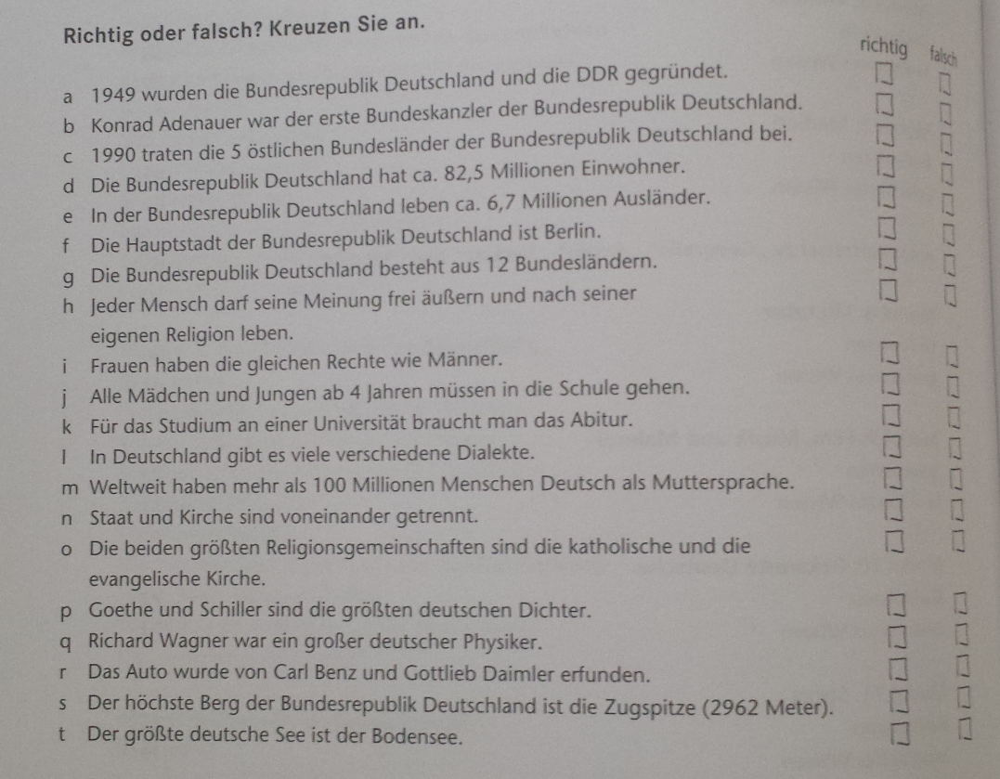 Richtig oder falsch? Kreuzen Sie an.
richtig falsch
a 1949 wurden die Bundesrepublik Deutschland und die DDR gegründet.
b Konrad Adenauer war der erste Bundeskanzler der Bundesrepublik Deutschland.
c 1990 traten die 5 östlichen Bundesländer der Bundesrepublik Deutschland bei.
d Die Bundesrepublik Deutschland hat ca. 82,5 Millionen Einwohner.
e In der Bundesrepublik Deutschland leben ca. 6,7 Millionen Ausländer.
f Die Hauptstadt der Bundesrepublik Deutschland ist Berlin.
g Die Bundesrepublik Deutschland besteht aus 12 Bundesländern.
h Jeder Mensch darf seine Meinung frei äußern und nach seiner
eigenen Religion leben.
i Frauen haben die gleichen Rechte wie Männer.
j Alle Mädchen und Jungen ab 4 Jahren müssen in die Schule gehen.
k Für das Studium an einer Universität braucht man das Abitur.
l In Deutschland gibt es viele verschiedene Dialekte.
m Weltweit haben mehr als 100 Millionen Menschen Deutsch als Muttersprache.
n Staat und Kirche sind voneinander getrennt.
o Die beiden größten Religionsgemeinschaften sind die katholische und die
evangelische Kirche.
p Goethe und Schiller sind die größten deutschen Dichter.
q Richard Wagner war ein großer deutscher Physiker.
r Das Auto wurde von Carl Benz und Gottlieb Daimler erfunden.
s Der höchste Berg der Bundesrepublik Deutschland ist die Zugspitze (2962 Meter).
t Der größte deutsche See ist der Bodensee.